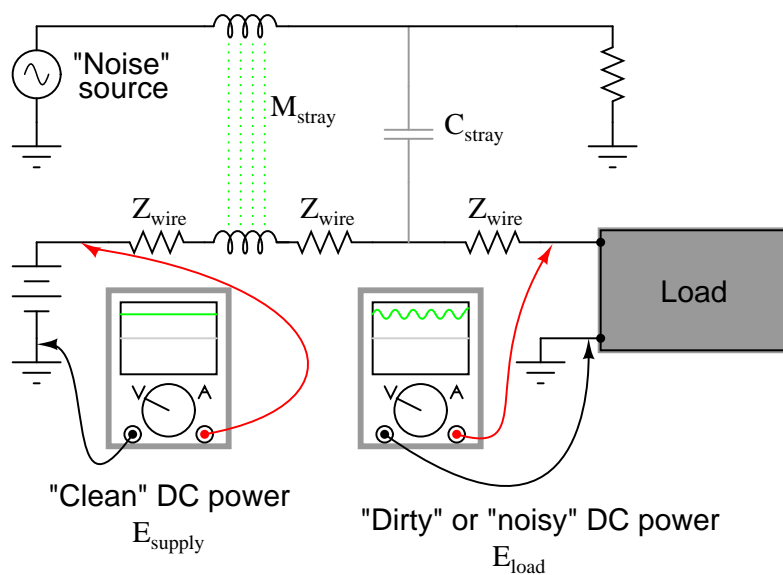 "Noise"
source
M_stray
C_stray
Z_wire Z_wire Z_wire
Load
V A V A
"Clean" DC power
E_supply
"Dirty" or "noisy" DC power
E_load